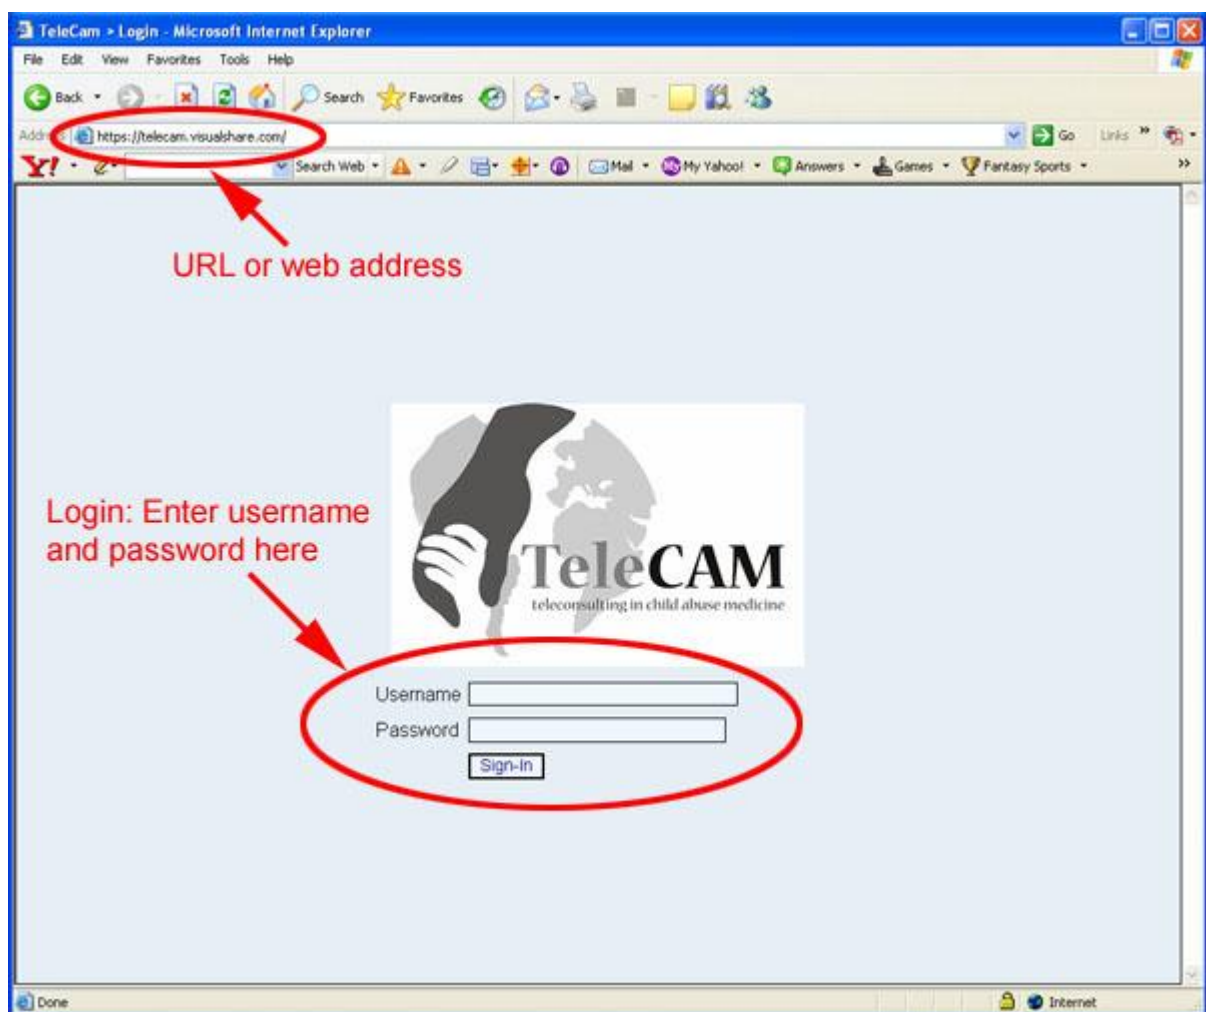 TeleCam > Login - Microsoft Internet Explorer
File Edit View Favorites Tools Help
Back Search Favorites
Address https://telecam.visualshare.com/ Go Links »
Y! Search Web Mail My Yahoo! Answers Games Fantasy Sports »
URL or web address
Login: Enter username
and password here
TeleCAM
teleconsulting in child abuse medicine
Username
Password
Sign-In
Done Internet